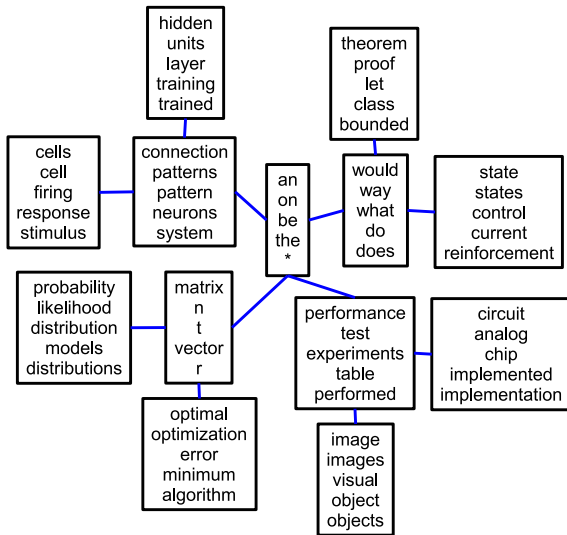 hidden
units
layer
training
trained
theorem
proof
let
class
bounded
cells
cell
firing
response
stimulus
connection
patterns
pattern
neurons
system
an
on
be
the
*
would
way
what
do
does
state
states
control
current
reinforcement
probability
likelihood
distribution
models
distributions
matrix
n
t
vector
r
performance
test
experiments
table
performed
circuit
analog
chip
implemented
implementation
optimal
optimization
error
minimum
algorithm
image
images
visual
object
objects